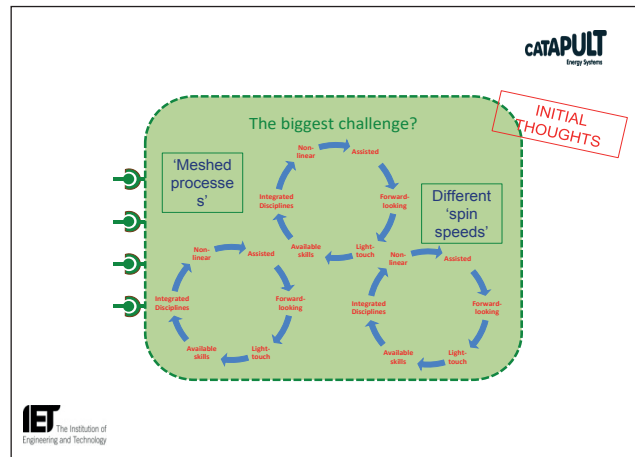 CATAPULT
Energy Systems
INITIAL
THOUGHTS
The biggest challenge?
'Meshed
processe
s'
Different
'spin
speeds'
Non-
linear
Assisted
Forward-
looking
Light-
touch
Available
skills
Integrated
Disciplines
Non-
linear
Assisted
Forward-
looking
Light-
touch
Available
skills
Integrated
Disciplines
Non-
linear
Assisted
Forward-
looking
Light-
touch
Available
skills
Integrated
Disciplines
IET The Institution of
Engineering and Technology